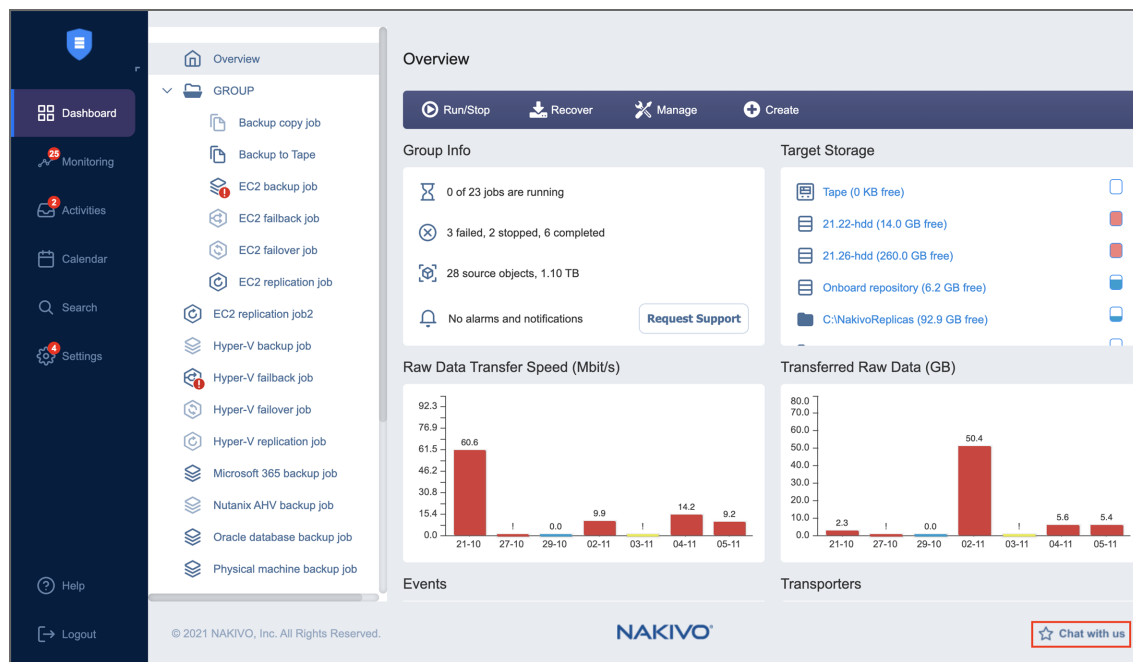 Dashboard
25
Monitoring
2
Activities
Calendar
Search
4
Settings
Help
Logout
Overview
GROUP
Backup copy job
Backup to Tape
EC2 backup job
EC2 failback job
EC2 failover job
EC2 replication job
EC2 replication job2
Hyper-V backup job
Hyper-V failback job
Hyper-V failover job
Hyper-V replication job
Microsoft 365 backup job
Nutanix AHV backup job
Oracle database backup job
Physical machine backup job
Overview
Run/Stop Recover Manage Create
Group Info
0 of 23 jobs are running
3 failed, 2 stopped, 6 completed
28 source objects, 1.10 TB
No alarms and notifications Request Support
Target Storage
Tape (0 KB free)
21.22-hdd (14.0 GB free)
21.26-hdd (260.0 GB free)
Onboard repository (6.2 GB free)
C:\NakivoReplicas (92.9 GB free)
Raw Data Transfer Speed (Mbit/s)
92.3
76.9
61.5
46.2
30.8
15.4
0.0
60.6 ! 0.0 9.9 ! 14.2 9.2
21-10 27-10 29-10 02-11 03-11 04-11 05-11
Transferred Raw Data (GB)
80.0
70.0
60.0
50.0
40.0
30.0
20.0
10.0
0.0
2.3 ! 0.0 50.4 ! 5.6 5.4
21-10 27-10 29-10 02-11 03-11 04-11 05-11
Events
Transporters
© 2021 NAKIVO, Inc. All Rights Reserved.
NAKIVO®
Chat with us